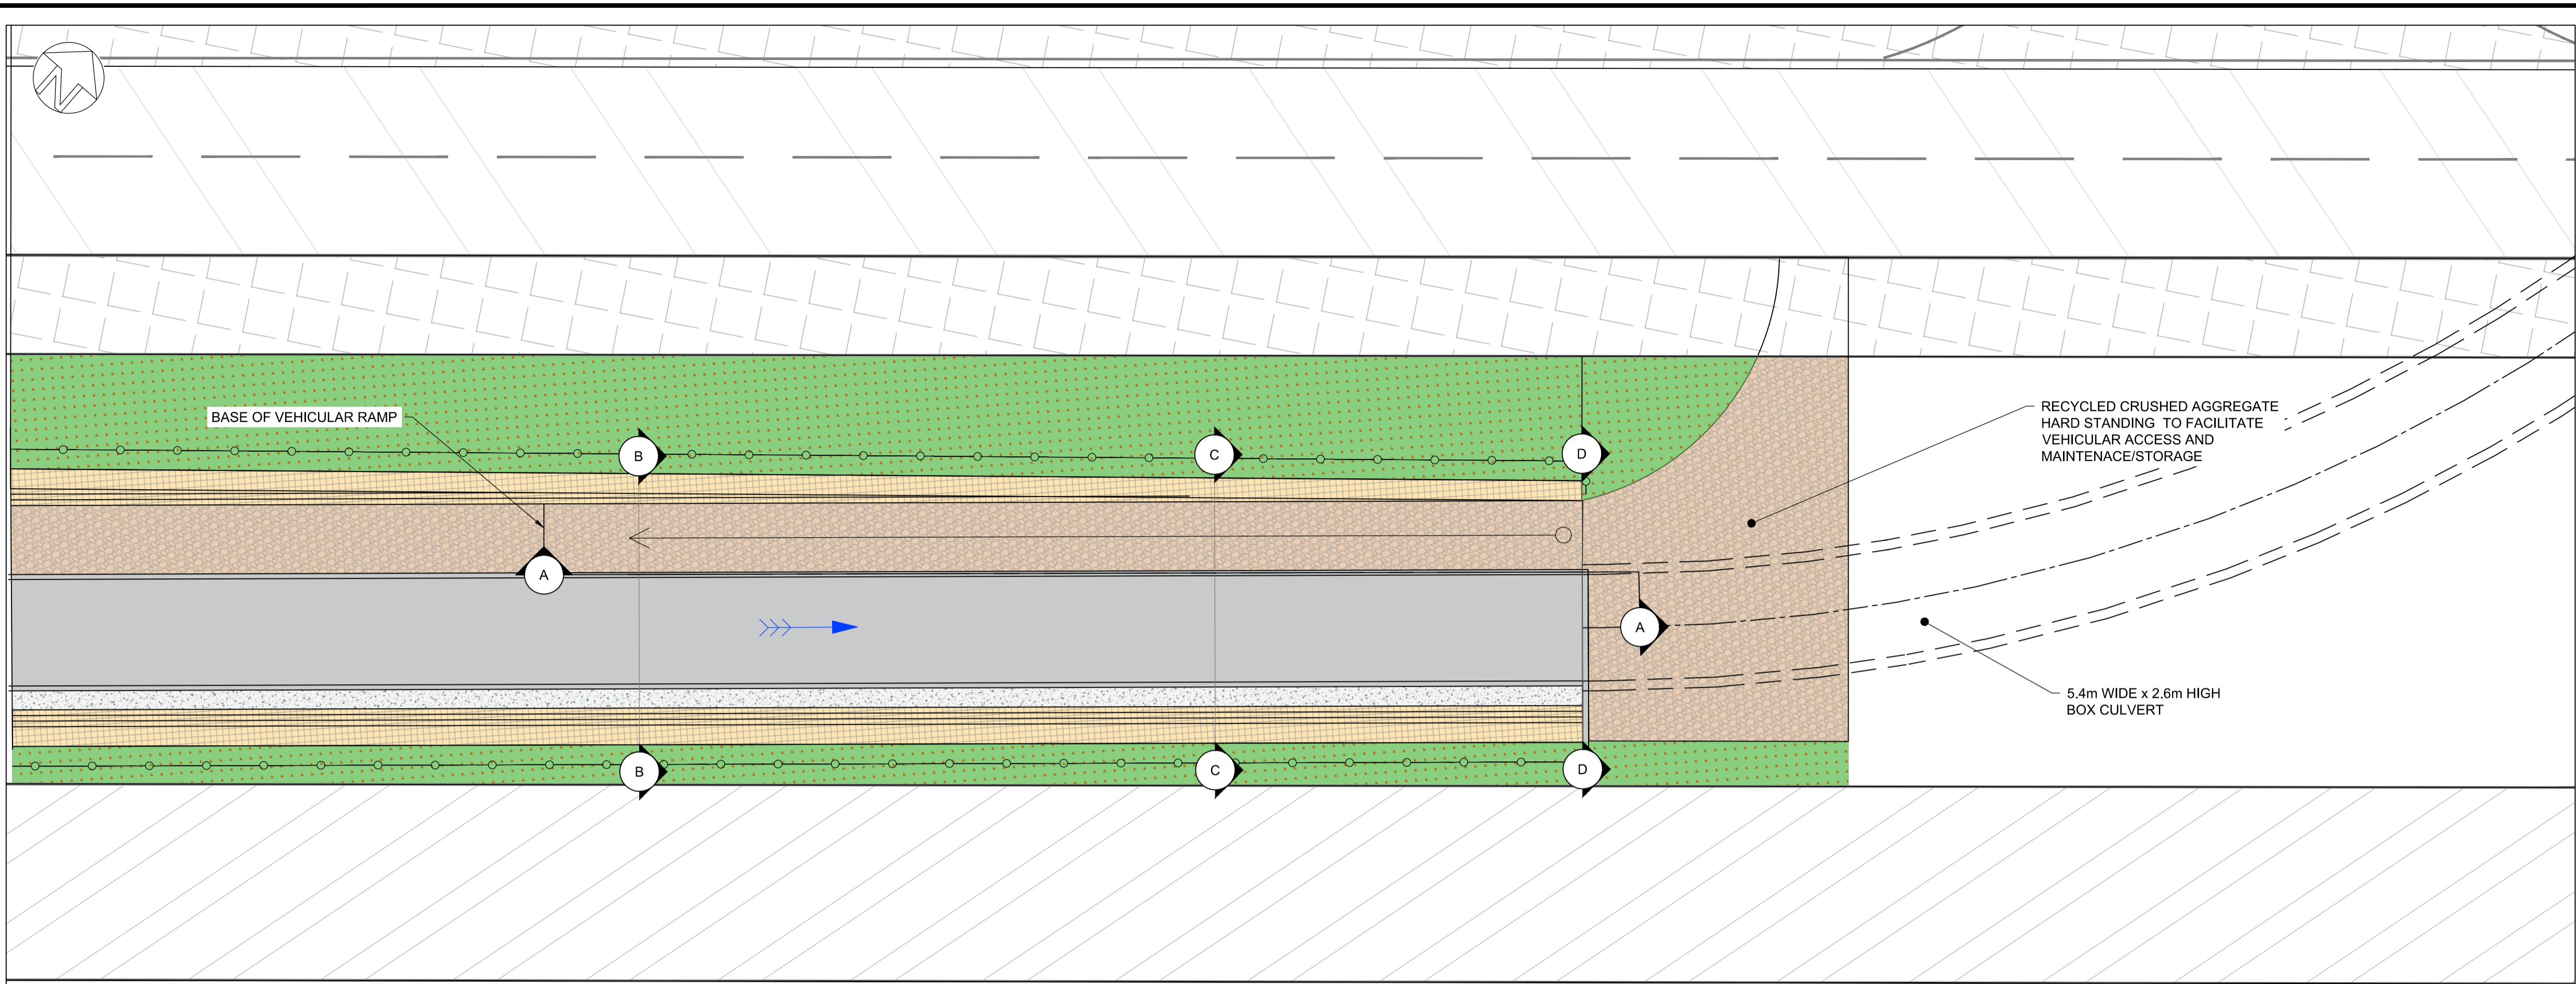 N
BASE OF VEHICULAR RAMP
RECYCLED CRUSHED AGGREGATE
HARD STANDING TO FACILITATE
VEHICULAR ACCESS AND
MAINTENACE/STORAGE
B
C
D
A
A
5.4m WIDE x 2.6m HIGH
BOX CULVERT
B
C
D